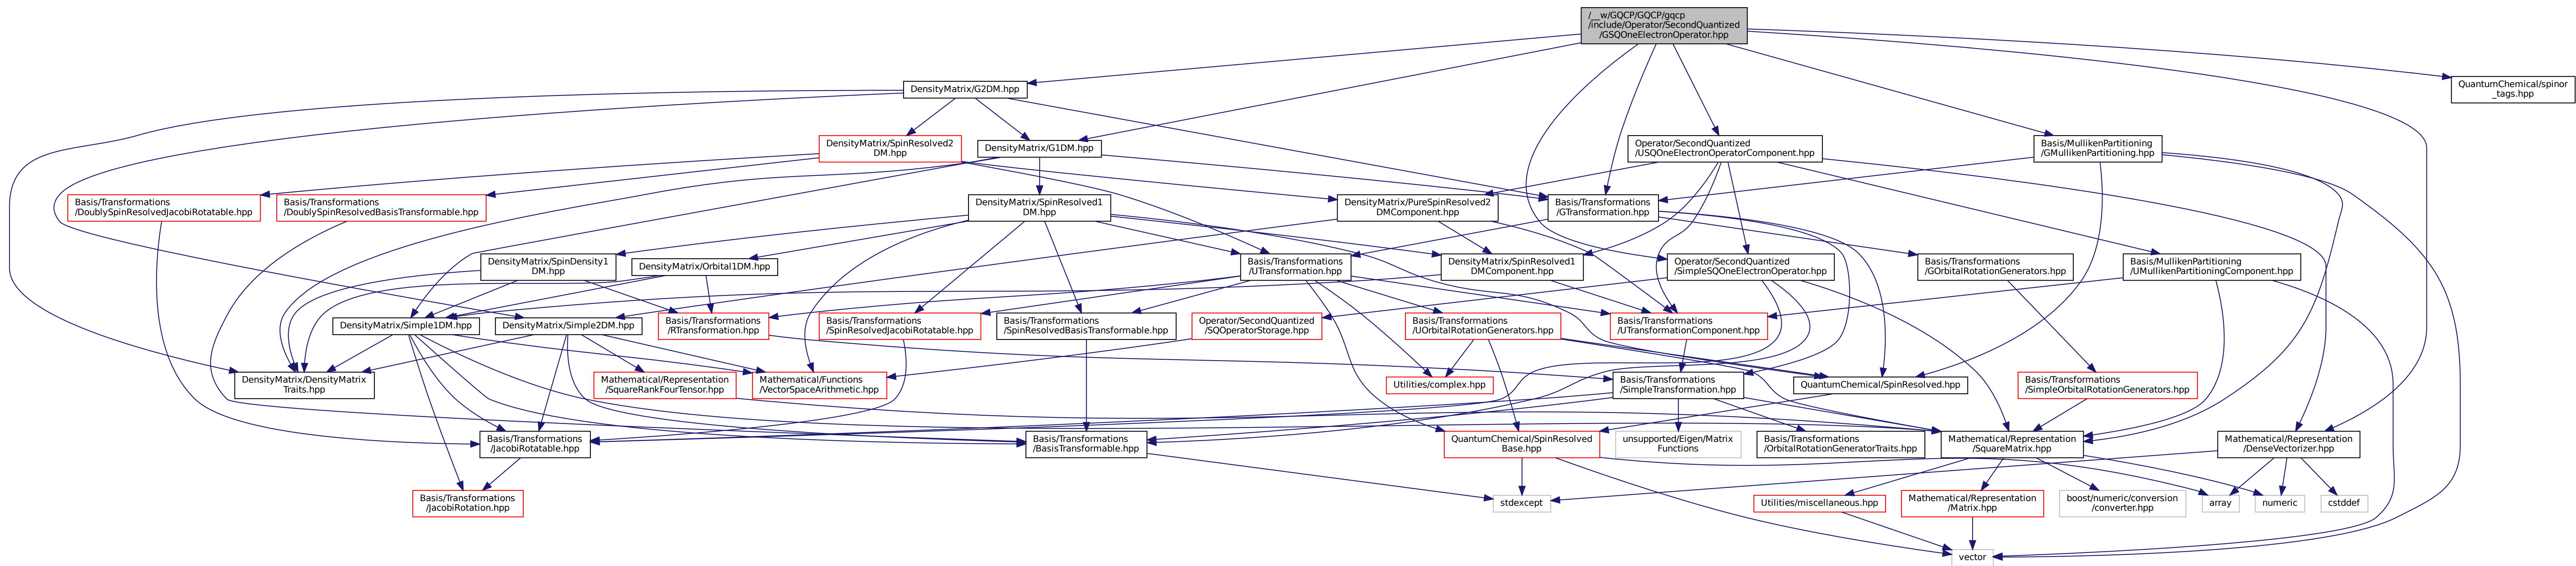 /__w/GQCP/GQCP/gqcp
/include/Operator/SecondQuantized
/GSQOneElectronOperator.hpp
DensityMatrix/G2DM.hpp
QuantumChemical/spinor
_tags.hpp
DensityMatrix/SpinResolved2
DM.hpp
DensityMatrix/G1DM.hpp
Operator/SecondQuantized
/USQOneElectronOperatorComponent.hpp
Basis/MullikenPartitioning
/GMullikenPartitioning.hpp
Basis/Transformations
/DoublySpinResolvedJacobiRotatable.hpp
Basis/Transformations
/DoublySpinResolvedBasisTransformable.hpp
DensityMatrix/SpinResolved1
DM.hpp
DensityMatrix/PureSpinResolved2
DMComponent.hpp
Basis/Transformations
/GTransformation.hpp
DensityMatrix/SpinDensity1
DM.hpp
DensityMatrix/Orbital1DM.hpp
Basis/Transformations
/UTransformation.hpp
DensityMatrix/SpinResolved1
DMComponent.hpp
Operator/SecondQuantized
/SimpleSQOneElectronOperator.hpp
Basis/Transformations
/GOrbitalRotationGenerators.hpp
Basis/MullikenPartitioning
/UMullikenPartitioningComponent.hpp
DensityMatrix/Simple1DM.hpp
DensityMatrix/Simple2DM.hpp
Basis/Transformations
/RTransformation.hpp
Basis/Transformations
/SpinResolvedJacobiRotatable.hpp
Basis/Transformations
/SpinResolvedBasisTransformable.hpp
Operator/SecondQuantized
/SQOperatorStorage.hpp
Basis/Transformations
/UOrbitalRotationGenerators.hpp
Basis/Transformations
/UTransformationComponent.hpp
DensityMatrix/DensityMatrix
Traits.hpp
Mathematical/Representation
/SquareRankFourTensor.hpp
Mathematical/Functions
/VectorSpaceArithmetic.hpp
Utilities/complex.hpp
Basis/Transformations
/SimpleTransformation.hpp
QuantumChemical/SpinResolved.hpp
Basis/Transformations
/SimpleOrbitalRotationGenerators.hpp
Basis/Transformations
/JacobiRotatable.hpp
Basis/Transformations
/BasisTransformable.hpp
QuantumChemical/SpinResolved
Base.hpp
unsupported/Eigen/Matrix
Functions
Basis/Transformations
/OrbitalRotationGeneratorTraits.hpp
Mathematical/Representation
/SquareMatrix.hpp
Mathematical/Representation
/DenseVectorizer.hpp
Basis/Transformations
/JacobiRotation.hpp
stdexcept
Utilities/miscellaneous.hpp
Mathematical/Representation
/Matrix.hpp
boost/numeric/conversion
/converter.hpp
array
numeric
cstddef
vector